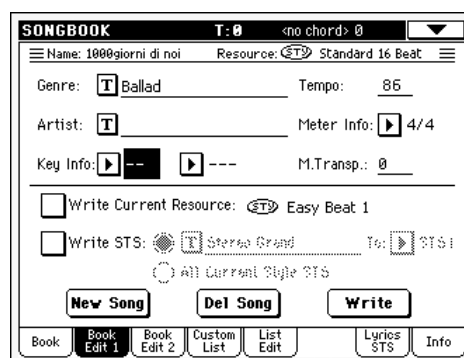 SONGBOOK T:0 <no chord> 0
Name: 1000giorni di noi Resource: STY Standard 16 Beat
Genre: T Ballad Tempo: 86
Artist: T Meter Info: 4/4
Key Info: -- --- M.Transp.: 0
Write Current Resource: STY Easy Beat 1
Write STS: T Stereo Grand To: STS1
All Current Style STS
New Song Del Song Write
Book Book Edit 1 Book Edit 2 Custom List List Edit Lyrics STS Info